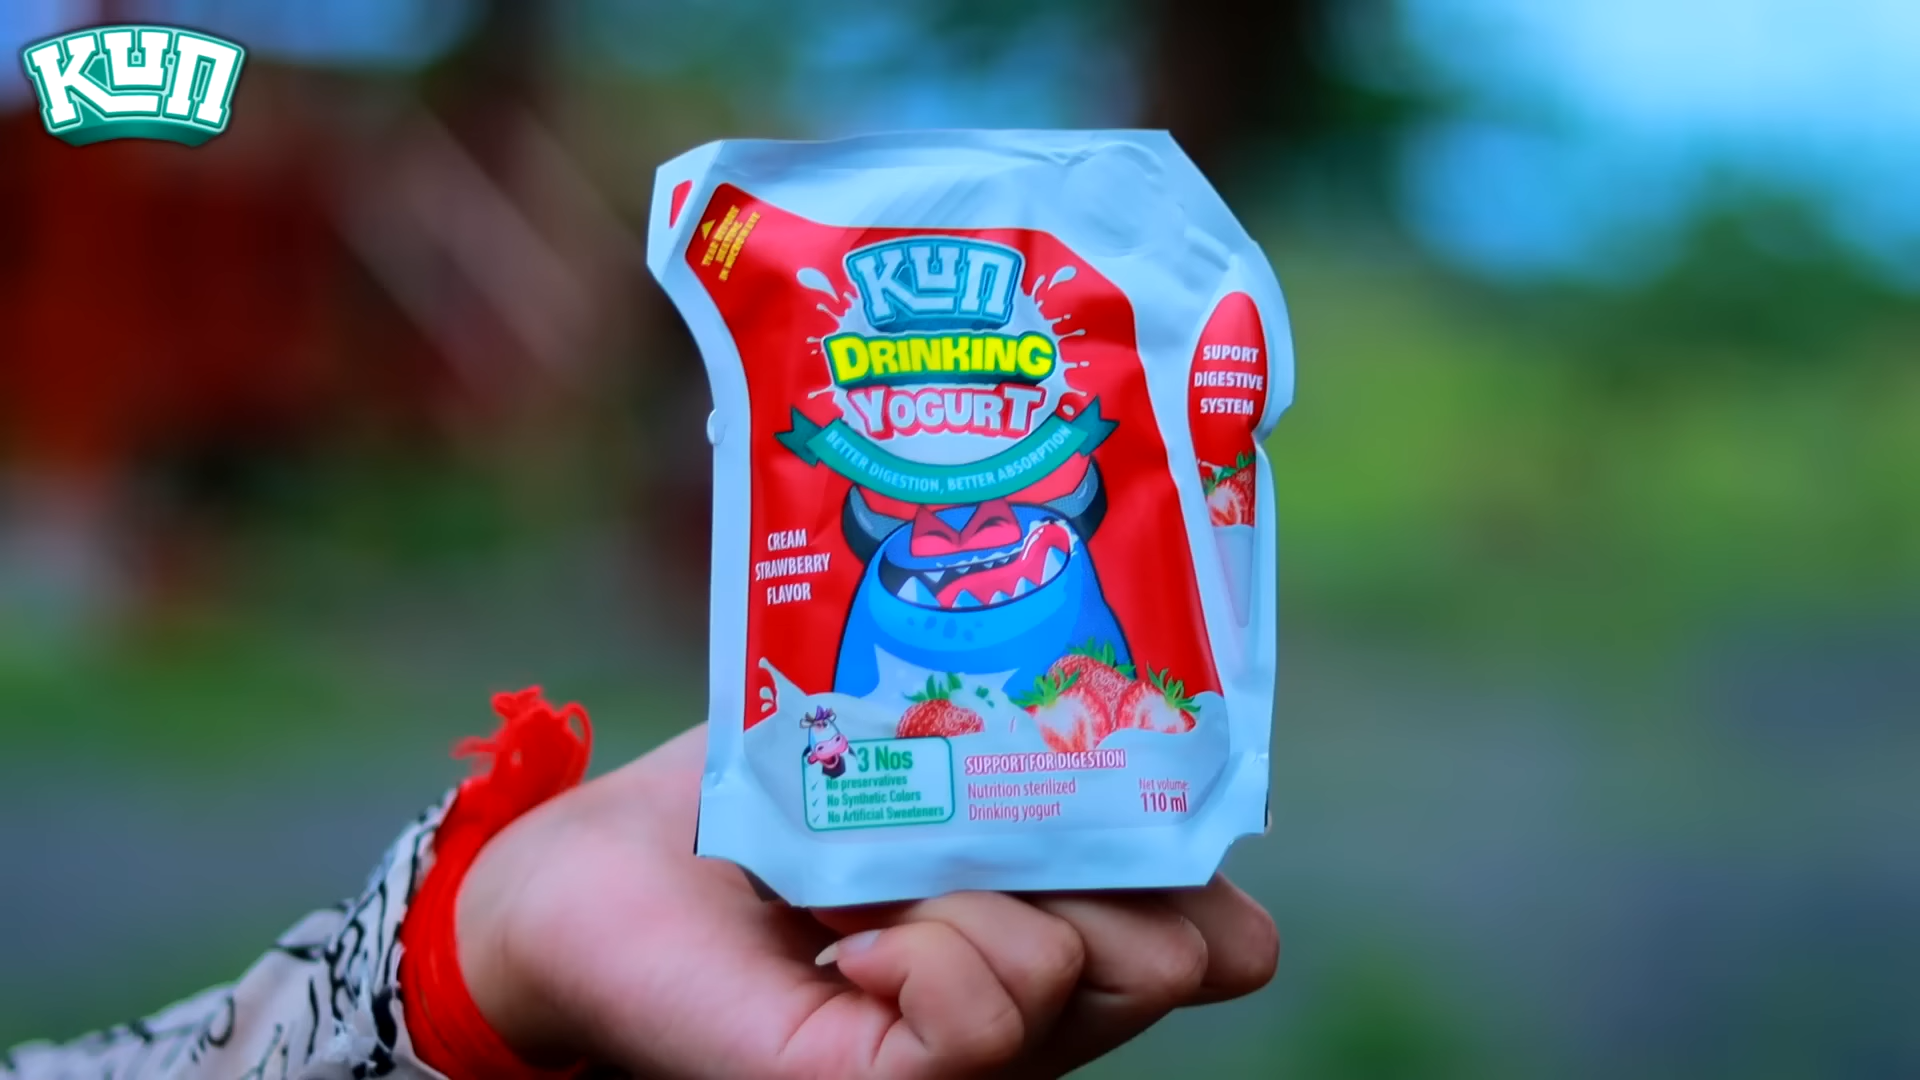 KUN
KUN
DRINKING
YOGURT
BETTER DIGESTION, BETTER ABSORPTION
SUPORT
DIGESTIVE
SYSTEM
CREAM
STRAWBERRY
FLAVOR
3 Nos
✓ No preservatives
✓ No Synthetic Colors
✓ No Artificial Sweeteners
SUPPORT FOR DIGESTION
Nutrition sterilized
Drinking yogurt
Net volume:
110 ml